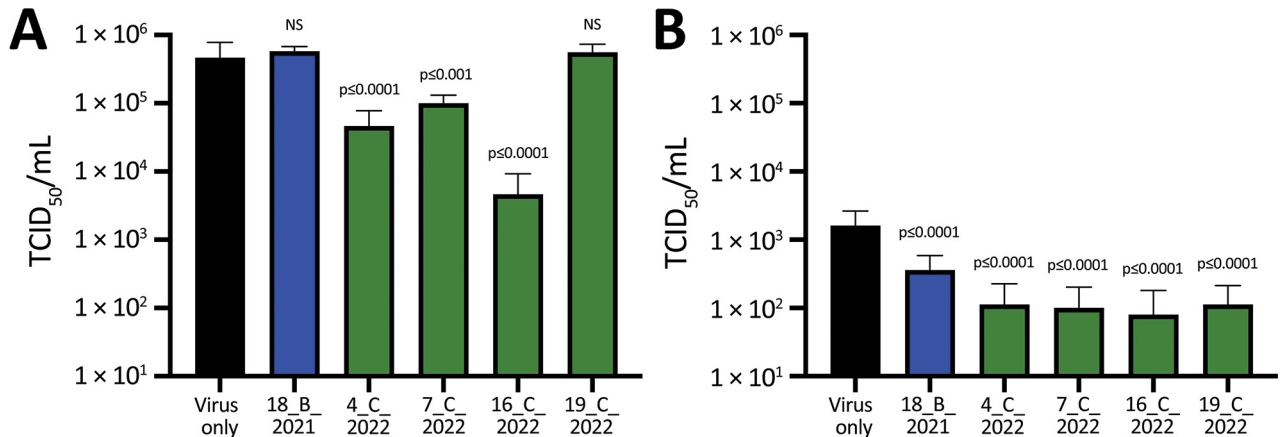 A
TCID50/mL
1 × 10⁶
1 × 10⁵
1 × 10⁴
1 × 10³
1 × 10²
1 × 10¹
NS
p≤0.0001
p≤0.001
p≤0.0001
NS
Virus
only
18_B_
2021
4_C_
2022
7_C_
2022
16_C_
2022
19_C_
2022
B
TCID50/mL
1 × 10⁶
1 × 10⁵
1 × 10⁴
1 × 10³
1 × 10²
1 × 10¹
p≤0.0001
p≤0.0001
p≤0.0001
p≤0.0001
p≤0.0001
Virus
only
18_B_
2021
4_C_
2022
7_C_
2022
16_C_
2022
19_C_
2022